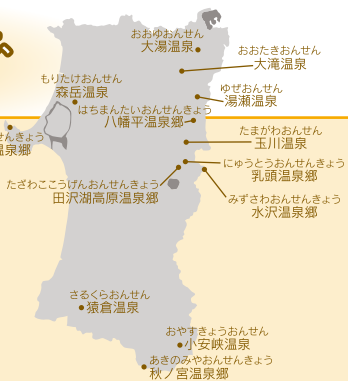 おおゆおんせん
大湯温泉
おおたきおんせん
大滝温泉
もりたけおんせん
森岳温泉
ゆぜおんせん
湯瀬温泉
はちまんたいおんせんきょう
八幡平温泉郷
たまがわおんせん
玉川温泉
せんきょう
温泉郷
にゅうとうおんせんきょう
乳頭温泉郷
たざわここうげんおんせんきょう
田沢湖高原温泉郷
みずさわおんせんきょう
水沢温泉郷
さるくらおんせん
猿倉温泉
おやすきょうおんせん
小安峡温泉
あきのみやおんせんきょう
秋ノ宮温泉郷